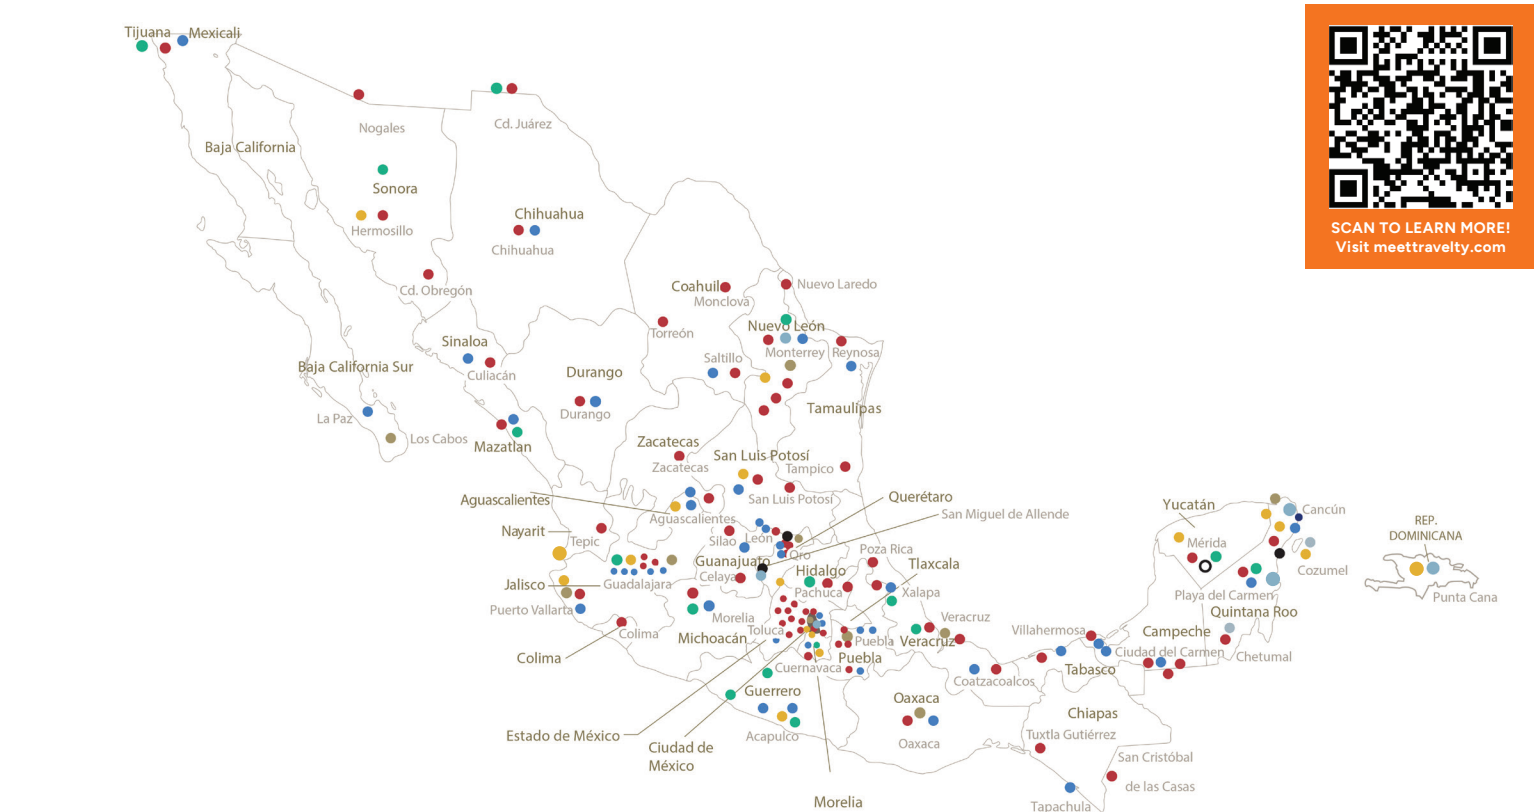 Tijuana
Mexicali
SCAN TO LEARN MORE!
Visit meettravelty.com
Nogales
Cd. Juárez
Baja California
Sonora
Hermosillo
Chihuahua
Chihuahua
Cd. Obregón
Coahuil
Monclova
Nuevo Laredo
Torreón
Nuevo León
Monterrey
Reynosa
Sinaloa
Culiacán
Saltillo
Baja California Sur
Durango
Durango
La Paz
Los Cabos
Mazatlan
Tamaulipas
Zacatecas
Zacatecas
San Luis Potosí
Tampico
San Luis Potosí
Aguascalientes
Aguascalientes
Querétaro
San Miguel de Allende
Nayarit
Tepic
Silao
León
Qro
Poza Rica
Tlaxcala
Guanajuato
Celaya
Hidalgo
Pachuca
Xalapa
Jalisco
Guadalajara
Puerto Vallarta
Morelia
Toluca
Michoacán
Colima
Colima
Puebla
Puebla
Veracruz
Veracruz
Cuernavaca
Villahermosa
Tabasco
Coatzacoalcos
Guerrero
Acapulco
Oaxaca
Oaxaca
Estado de México
Ciudad de
México
Morelia
Chiapas
Tuxtla Gutiérrez
San Cristóbal
de las Casas
Tapachula
Yucatán
Mérida
Cancún
Cozumel
Playa del Carmen
Quintana Roo
Campeche
Ciudad del Carmen
Chetumal
REP.
DOMINICANA
Punta Cana